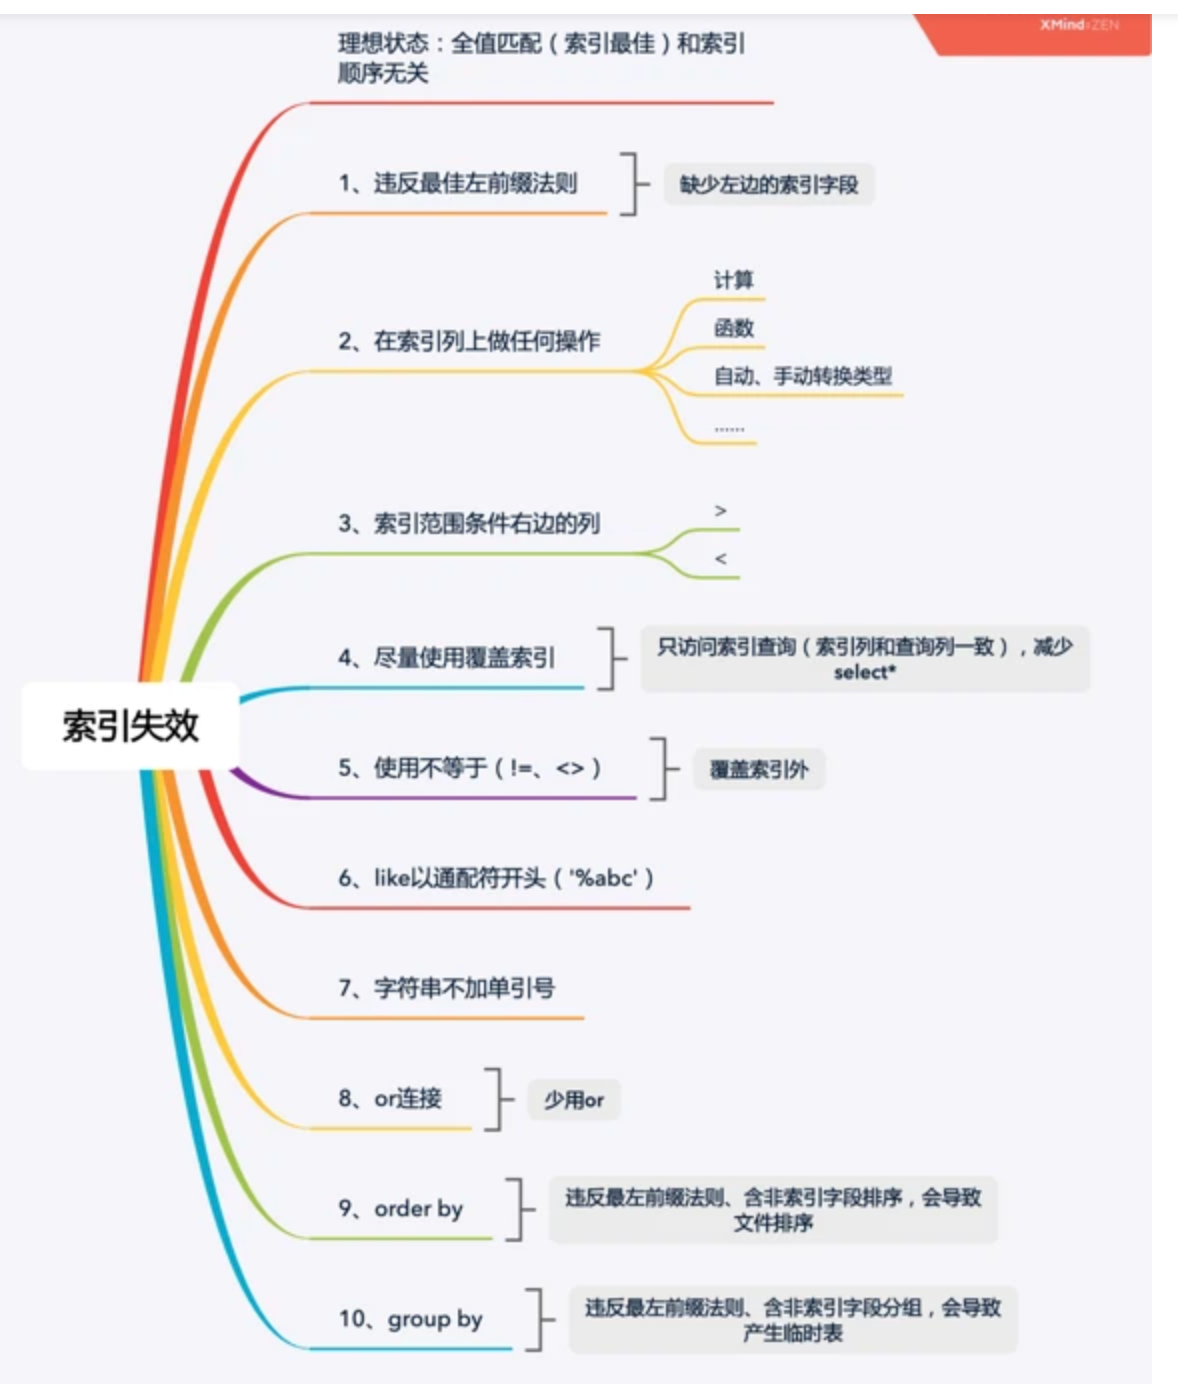 XMind:ZEN
理想状态：全值匹配（索引最佳）和索引
顺序无关
1、违反最佳左前缀法则
缺少左边的索引字段
2、在索引列上做任何操作
计算
函数
自动、手动转换类型
......
3、索引范围条件右边的列
>
<
4、尽量使用覆盖索引
只访问索引查询（索引列和查询列一致），减少
select*
索引失效
5、使用不等于（!=、<>）
覆盖索引外
6、like以通配符开头（'%abc'）
7、字符串不加单引号
8、or连接
少用or
9、order by
违反最左前缀法则、含非索引字段排序，会导致
文件排序
10、group by
违反最左前缀法则、含非索引字段分组，会导致
产生临时表